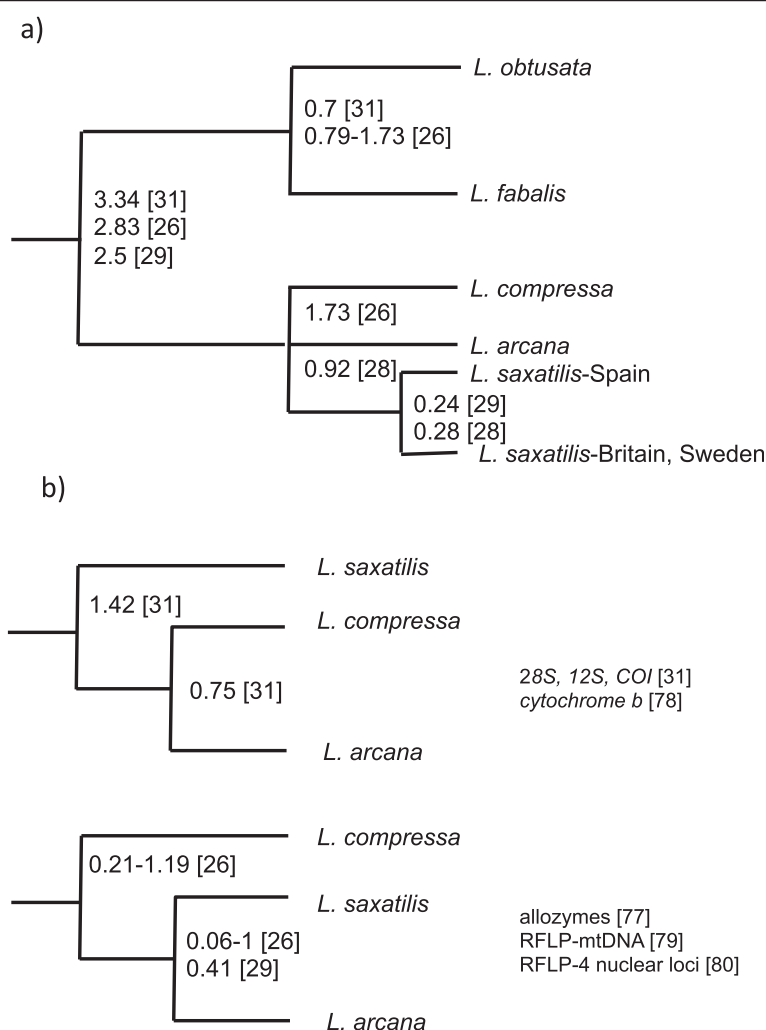 a)
L. obtusata
0.7 [31]
0.79-1.73 [26]
L. fabalis
3.34 [31]
2.83 [26]
2.5 [29]
L. compressa
1.73 [26]
L. arcana
0.92 [28]
L. saxatilis-Spain
0.24 [29]
0.28 [28]
L. saxatilis-Britain, Sweden
b)
L. saxatilis
1.42 [31]
L. compressa
0.75 [31]
28S, 12S, COI [31]
cytochrome b [78]
L. arcana
L. compressa
0.21-1.19 [26]
L. saxatilis
0.06-1 [26]
0.41 [29]
allozymes [77]
RFLP-mtDNA [79]
RFLP-4 nuclear loci [80]
L. arcana